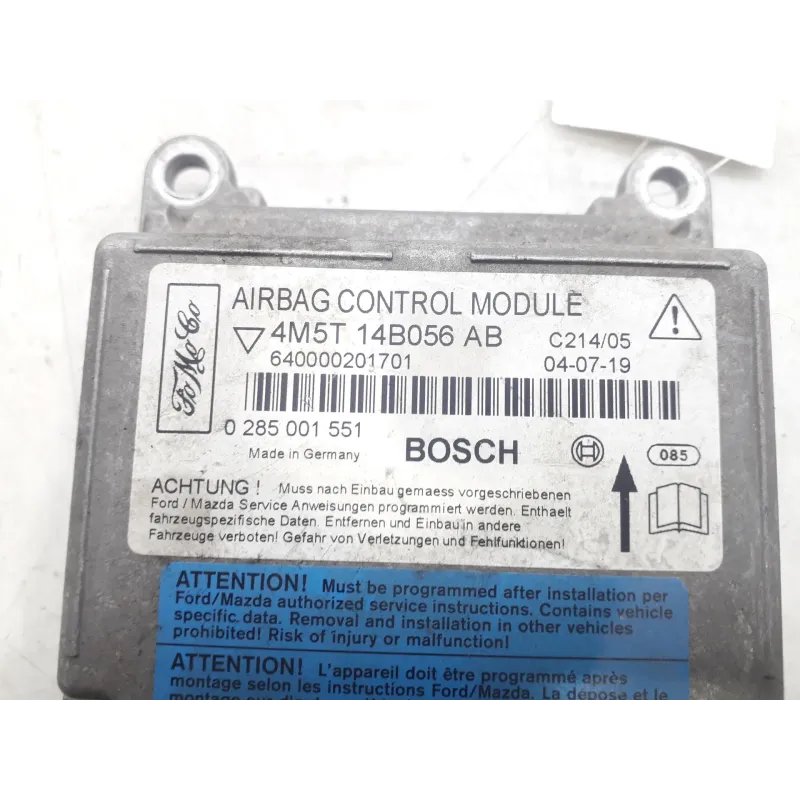 FoMoCo
AIRBAG CONTROL MODULE
4M5T 14B056 AB
C214/05
640000201701
04-07-19
0 285 001 551
BOSCH
085
Made in Germany
ACHTUNG ! Muss nach Einbau gemaess vorgeschriebenen
Ford / Mazda Service Anweisungen programmiert werden. Enthaelt
fahrzeugspezifische Daten. Entfernen und Einbau in andere
Fahrzeuge verboten! Gefahr von Verletzungen und Fehlfunktionen!
ATTENTION! Must be programmed after installation per
Ford/Mazda authorized service instructions. Contains vehicle
specific data. Removal and installation in other vehicles
prohibited! Risk of injury or malfunction!
ATTENTION! L'appareil doit être programmé après
montage selon les instructions Ford/Mazda. La dépose et le
montage sur